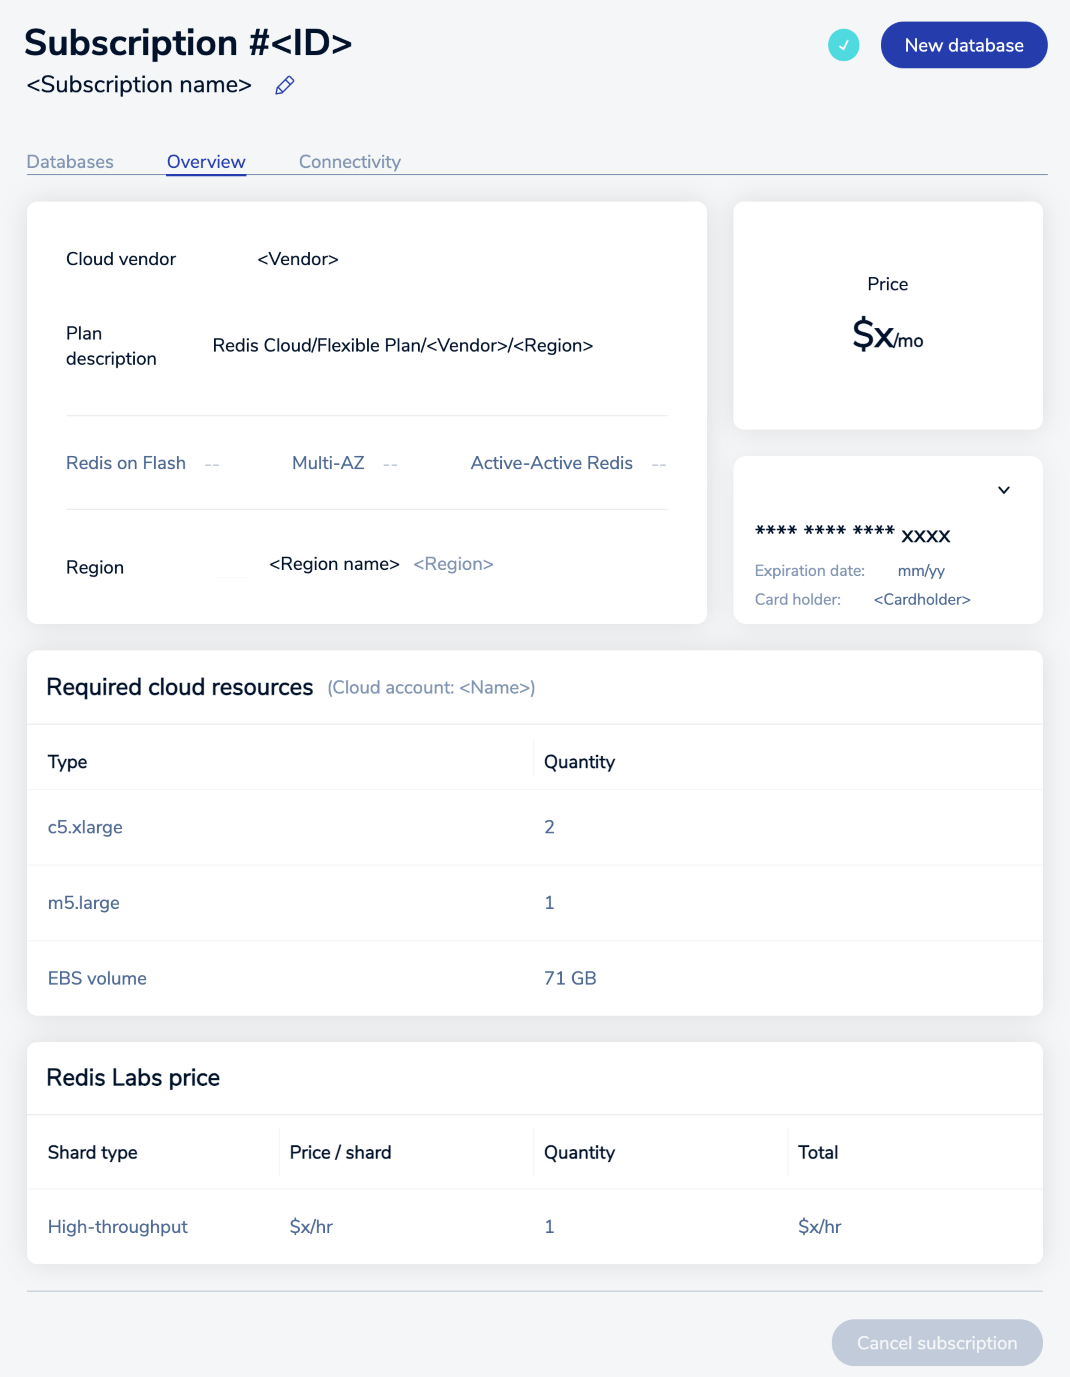 Subscription #<ID>
New database
<Subscription name>
Databases Overview Connectivity
Cloud vendor <Vendor>
Plan
description Redis Cloud/Flexible Plan/<Vendor>/<Region>
Redis on Flash -- Multi-AZ -- Active-Active Redis --
Region <Region name> <Region>
Price
$x/mo
**** **** **** xxxx
Expiration date: mm/yy
Card holder: <Cardholder>
Required cloud resources (Cloud account: <Name>)
Type Quantity
c5.xlarge 2
m5.large 1
EBS volume 71 GB
Redis Labs price
Shard type Price / shard Quantity Total
High-throughput $x/hr 1 $x/hr
Cancel subscription